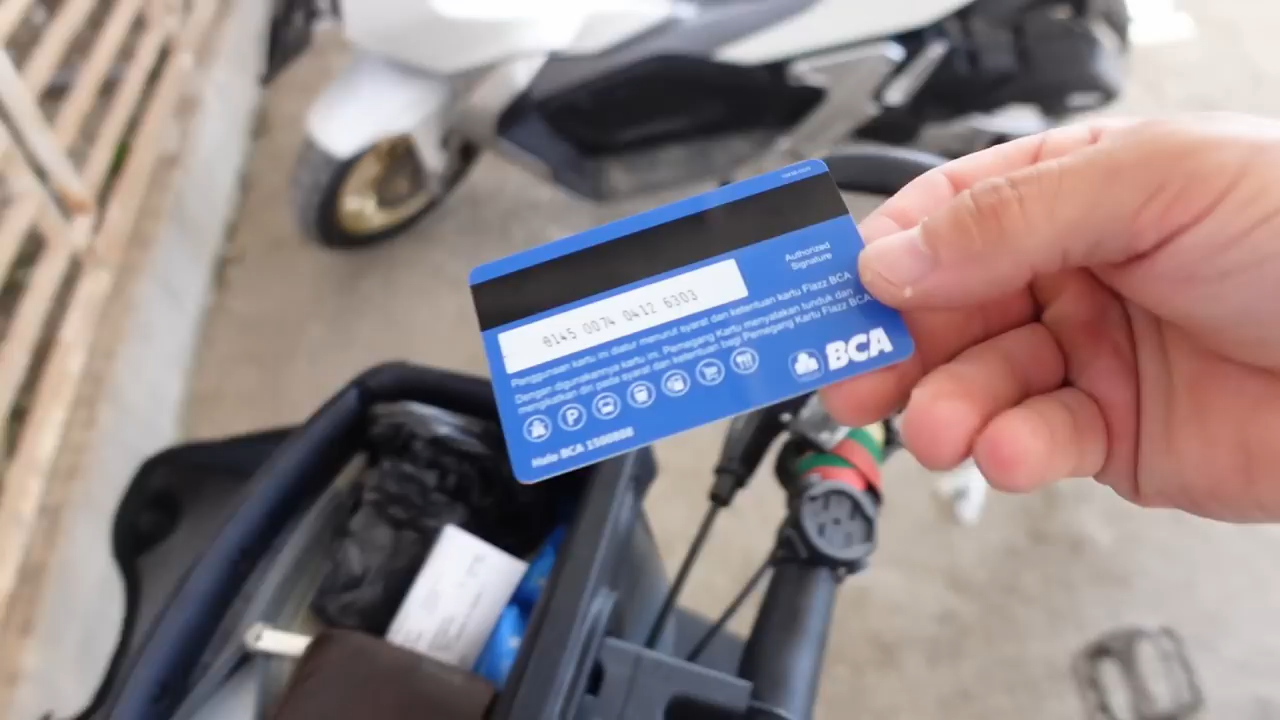 Authorized
Signature
0145 0074 0412 6303
Penggunaan kartu ini diatur menurut syarat dan ketentuan kartu Flazz BCA
Dengan digunakannya kartu ini, Pemegang Kartu menyatakan tunduk dan
mengikatkan diri pada syarat dan ketentuan bagi Pemegang Kartu Flazz BCA
P
BCA
Halo BCA 1500888